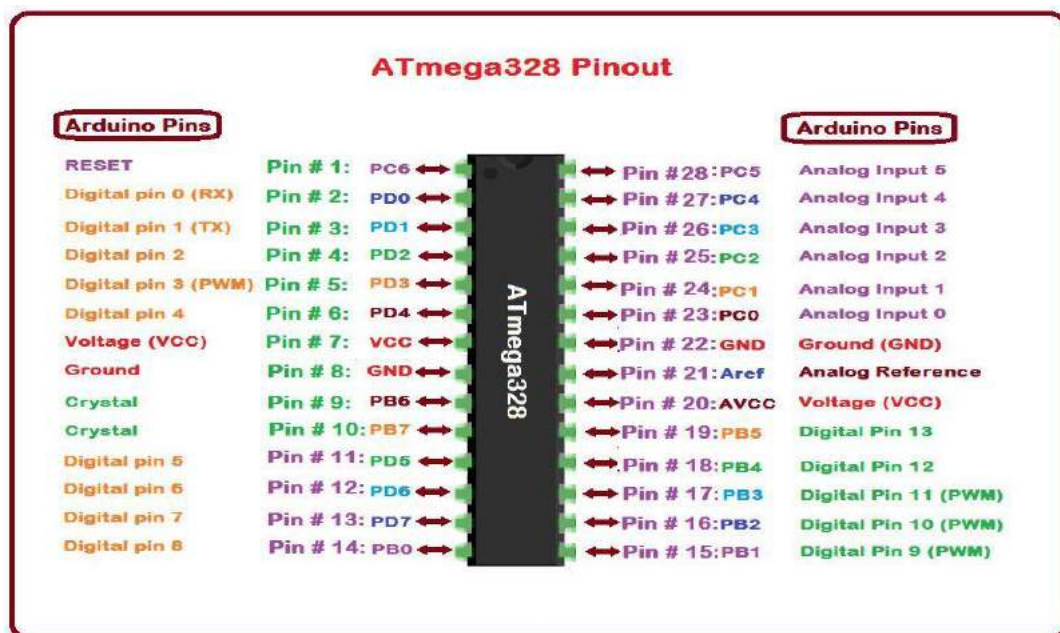 ATmega328 Pinout
Arduino Pins
Arduino Pins
RESET Pin # 1: PC6 Pin #28:PC5 Analog Input 5
Digital pin 0 (RX) Pin # 2: PD0 Pin #27:PC4 Analog Input 4
Digital pin 1 (TX) Pin # 3: PD1 Pin #26:PC3 Analog Input 3
Digital pin 2 Pin # 4: PD2 Pin #25:PC2 Analog Input 2
Digital pin 3 (PWM) Pin # 5: PD3 Pin #24:PC1 Analog Input 1
Digital pin 4 Pin # 6: PD4 Pin #23:PC0 Analog Input 0
Voltage (VCC) Pin # 7: VCC Pin #22:GND Ground (GND)
Ground Pin # 8: GND Pin #21:Aref Analog Reference
Crystal Pin # 9: PB6 Pin #20:AVCC Voltage (VCC)
Crystal Pin # 10:PB7 Pin #19:PB5 Digital Pin 13
Digital pin 5 Pin # 11: PD5 Pin #18:PB4 Digital Pin 12
Digital pin 6 Pin # 12: PD6 Pin #17:PB3 Digital Pin 11 (PWM)
Digital pin 7 Pin # 13: PD7 Pin #16:PB2 Digital Pin 10 (PWM)
Digital pin 8 Pin # 14: PB0 Pin #15:PB1 Digital Pin 9 (PWM)
ATmega328